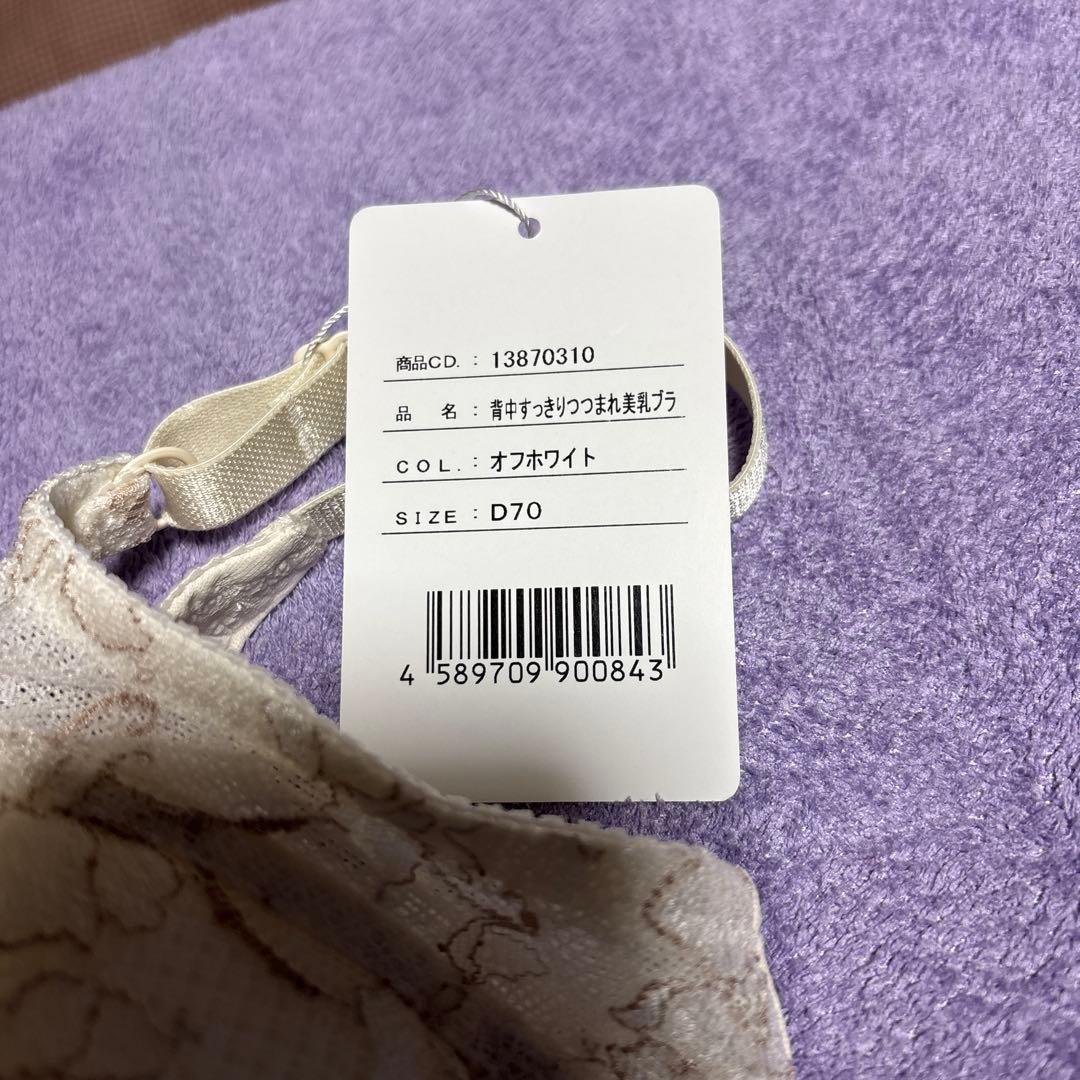 商品CD. : 13870310
品 名 : 背中すっきりつつまれ美乳ブラ
COL. : オフホワイト
SIZE : D70
4 589709 900843